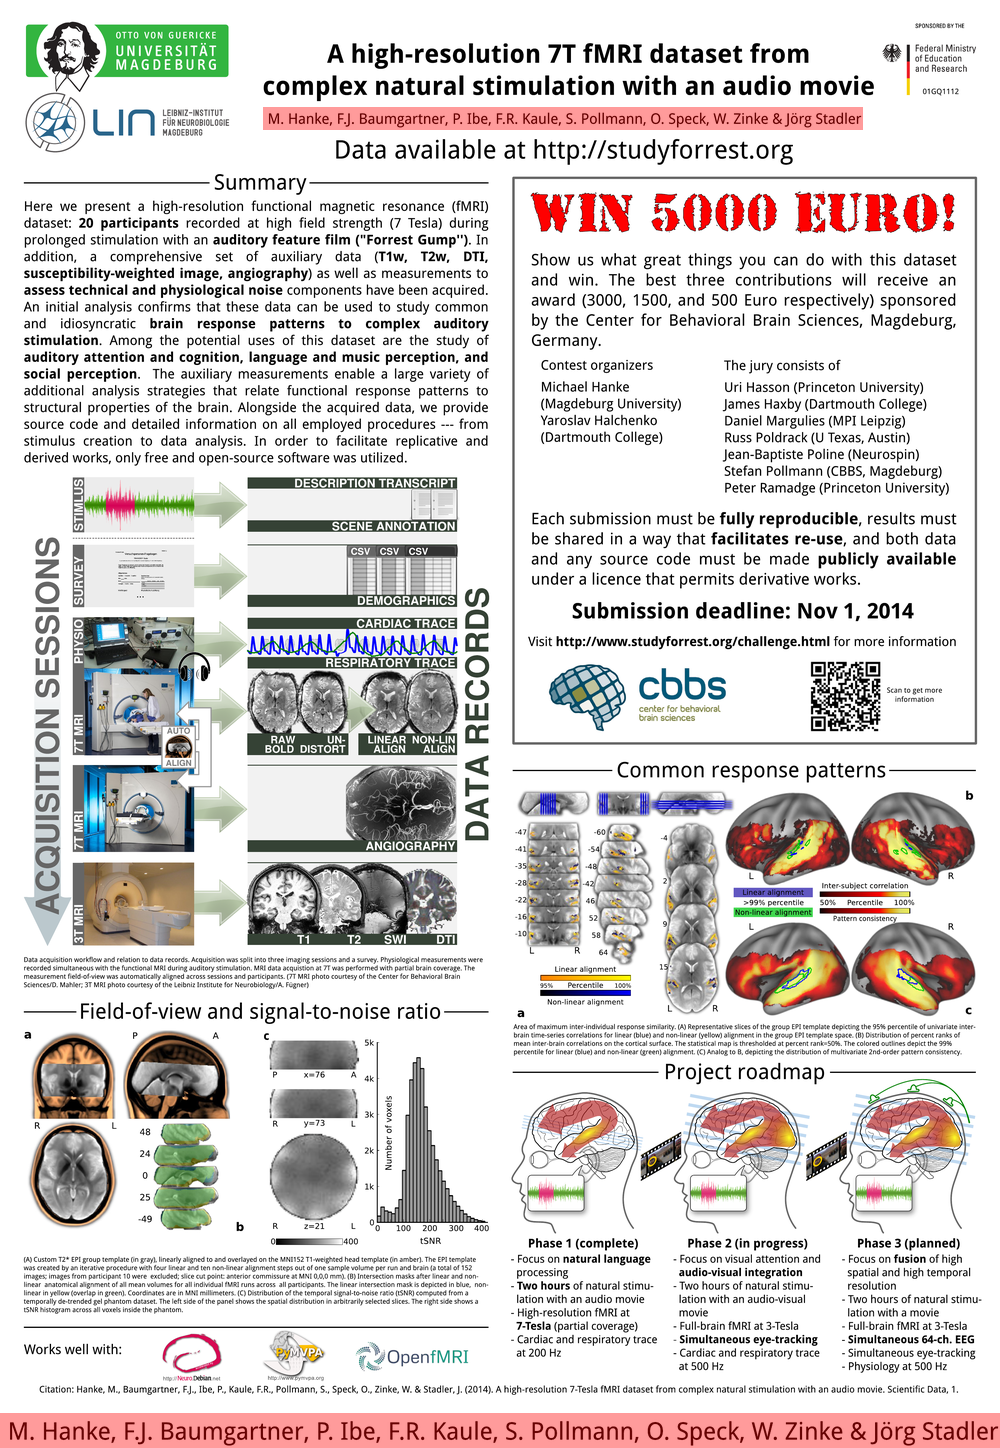 OTTO VON GUERICKE
UNIVERSITÄT
MAGDEBURG
LIN
LEIBNIZ-INSTITUT
FÜR NEUROBIOLOGIE
MAGDEBURG
A high-resolution 7T fMRI dataset from
complex natural stimulation with an audio movie
M. Hanke, F.J. Baumgartner, P. Ibe, F.R. Kaule, S. Pollmann, O. Speck, W. Zinke & Jörg Stadler
Data available at http://studyforrest.org
SPONSORED BY THE
Federal Ministry
of Education
and Research
01GQ1112
Summary
Here we present a high-resolution functional magnetic resonance (fMRI)
dataset: 20 participants recorded at high field strength (7 Tesla) during
prolonged stimulation with an auditory feature film ("Forrest Gump''). In
addition, a comprehensive set of auxiliary data (T1w, T2w, DTI,
susceptibility-weighted image, angiography) as well as measurements to
assess technical and physiological noise components have been acquired.
An initial analysis confirms that these data can be used to study common
and idiosyncratic brain response patterns to complex auditory
stimulation. Among the potential uses of this dataset are the study of
auditory attention and cognition, language and music perception, and
social perception. The auxiliary measurements enable a large variety of
additional analysis strategies that relate functional response patterns to
structural properties of the brain. Alongside the acquired data, we provide
source code and detailed information on all employed procedures --- from
stimulus creation to data analysis. In order to facilitate replicative and
derived works, only free and open-source software was utilized.
ACQUISITION SESSIONS
STIMLUS
SURVEY
PHYSIO
7T MRI
AUTO
ALIGN
7T MRI
3T MRI
DESCRIPTION TRANSCRIPT
SCENE ANNOTATION
CSV CSV CSV
DEMOGRAPHICS
CARDIAC TRACE
RESPIRATORY TRACE
RAW UN- LINEAR NON-LIN
BOLD DISTORT ALIGN ALIGN
ANGIOGRAPHY
T1 T2 SWI DTI
DATA RECORDS
Data acquisition workflow and relation to data records. Acquisition was split into three imaging sessions and a survey. Physiological measurements were
recorded simultaneous with the functional MRI during auditory stimulation. MRI data acquistion at 7T was performed with partial brain coverage. The
measurement field-of-view was automatically aligned across sessions and participants. (7T MRI photo courtesy of the Center for Behavioral Brain
Sciences/D. Mahler; 3T MRI photo courtesy of the Leibniz Institute for Neurobiology/A. Fügner)
Field-of-view and signal-to-noise ratio
a
P A
R L
48
24
0
25
-49
b
c
P x=76 A
R y=73 L
R z=21 L
0 400
5k
4k
3k
2k
1k
0
Number of voxels
0 100 200 300 400
tSNR
(A) Custom T2* EPI group template (in gray), linearly aligned to and overlayed on the MNI152 T1-weighted head template (in amber). The EPI template
was created by an iterative procedure with four linear and ten non-linear alignment steps out of one sample volume per run and brain (a total of 152
images; images from participant 10 were excluded; slice cut point: anterior commissure at MNI 0,0,0 mm). (B) Intersection masks after linear and non-
linear anatomical alignment of all mean volumes for all individual fMRI runs across all participants. The linear intersection mask is depicted in blue, non-
linear in yellow (overlap in green). Coordinates are in MNI millimeters. (C) Distribution of the temporal signal-to-noise ratio (tSNR) computed from a
temporally de-trended gel phantom dataset. The left side of the panel shows the spatial distribution in arbitrarily selected slices. The right side shows a
tSNR histogram across all voxels inside the phantom.
Works well with:
http://NeuroDebian.net
PyMVPA
http://www.pymvpa.org
OpenfMRI
WIN 5000 EURO!
Show us what great things you can do with this dataset
and win. The best three contributions will receive an
award (3000, 1500, and 500 Euro respectively) sponsored
by the Center for Behavioral Brain Sciences, Magdeburg,
Germany.
Contest organizers
Michael Hanke
(Magdeburg University)
Yaroslav Halchenko
(Dartmouth College)
The jury consists of
Uri Hasson (Princeton University)
James Haxby (Dartmouth College)
Daniel Margulies (MPI Leipzig)
Russ Poldrack (U Texas, Austin)
Jean-Baptiste Poline (Neurospin)
Stefan Pollmann (CBBS, Magdeburg)
Peter Ramadge (Princeton University)
Each submission must be fully reproducible, results must
be shared in a way that facilitates re-use, and both data
and any source code must be made publicly available
under a licence that permits derivative works.
Submission deadline: Nov 1, 2014
Visit http://www.studyforrest.org/challenge.html for more information
cbbs
center for behavioral
brain sciences
Scan to get more
information
Common response patterns
-47
-41
-35
-28
-22
-16
-10
L R
-60
-54
-48
-42
46
52
58
64
-4
2
9
15
L R
Linear alignment
95% Percentile 100%
Non-linear alignment
a
b
L R
Linear alignment
>99% percentile
Non-linear alignment
Inter-subject correlation
50% Percentile 100%
Pattern consistency
L R
c
Area of maximum inter-individual response similarity. (A) Representative slices of the group EPI template depicting the 95% percentile of univariate inter-
brain time-series correlations for linear (blue) and non-linear (yellow) alignment in the group EPI template space. (B) Distribution of percent ranks of
mean inter-brain correlations on the cortical surface. The statistical map is thresholded at percent rank=50%. The colored outlines depict the 99%
percentile for linear (blue) and non-linear (green) alignment. (C) Analog to B, depicting the distribution of multivariate 2nd-order pattern consistency.
Project roadmap
Phase 1 (complete)
- Focus on natural language
processing
- Two hours of natural stimu-
lation with an audio movie
- High-resolution fMRI at
7-Tesla (partial coverage)
- Cardiac and respiratory trace
at 200 Hz
Phase 2 (in progress)
- Focus on visual attention and
audio-visual integration
- Two hours of natural stimu-
lation with an audio-visual
movie
- Full-brain fMRI at 3-Tesla
- Simultaneous eye-tracking
- Cardiac and respiratory trace
at 500 Hz
Phase 3 (planned)
- Focus on fusion of high
spatial and high temporal
resolution
- Two hours of natural stimu-
lation with a movie
- Full-brain fMRI at 3-Tesla
- Simultaneous 64-ch. EEG
- Simultaneous eye-tracking
- Physiology at 500 Hz
Citation: Hanke, M., Baumgartner, F.J., Ibe, P., Kaule, F.R., Pollmann, S., Speck, O., Zinke, W. & Stadler, J. (2014). A high-resolution 7-Tesla fMRI dataset from complex natural stimulation with an audio movie. Scientific Data, 1.
M. Hanke, F.J. Baumgartner, P. Ibe, F.R. Kaule, S. Pollmann, O. Speck, W. Zinke & Jörg Stadler